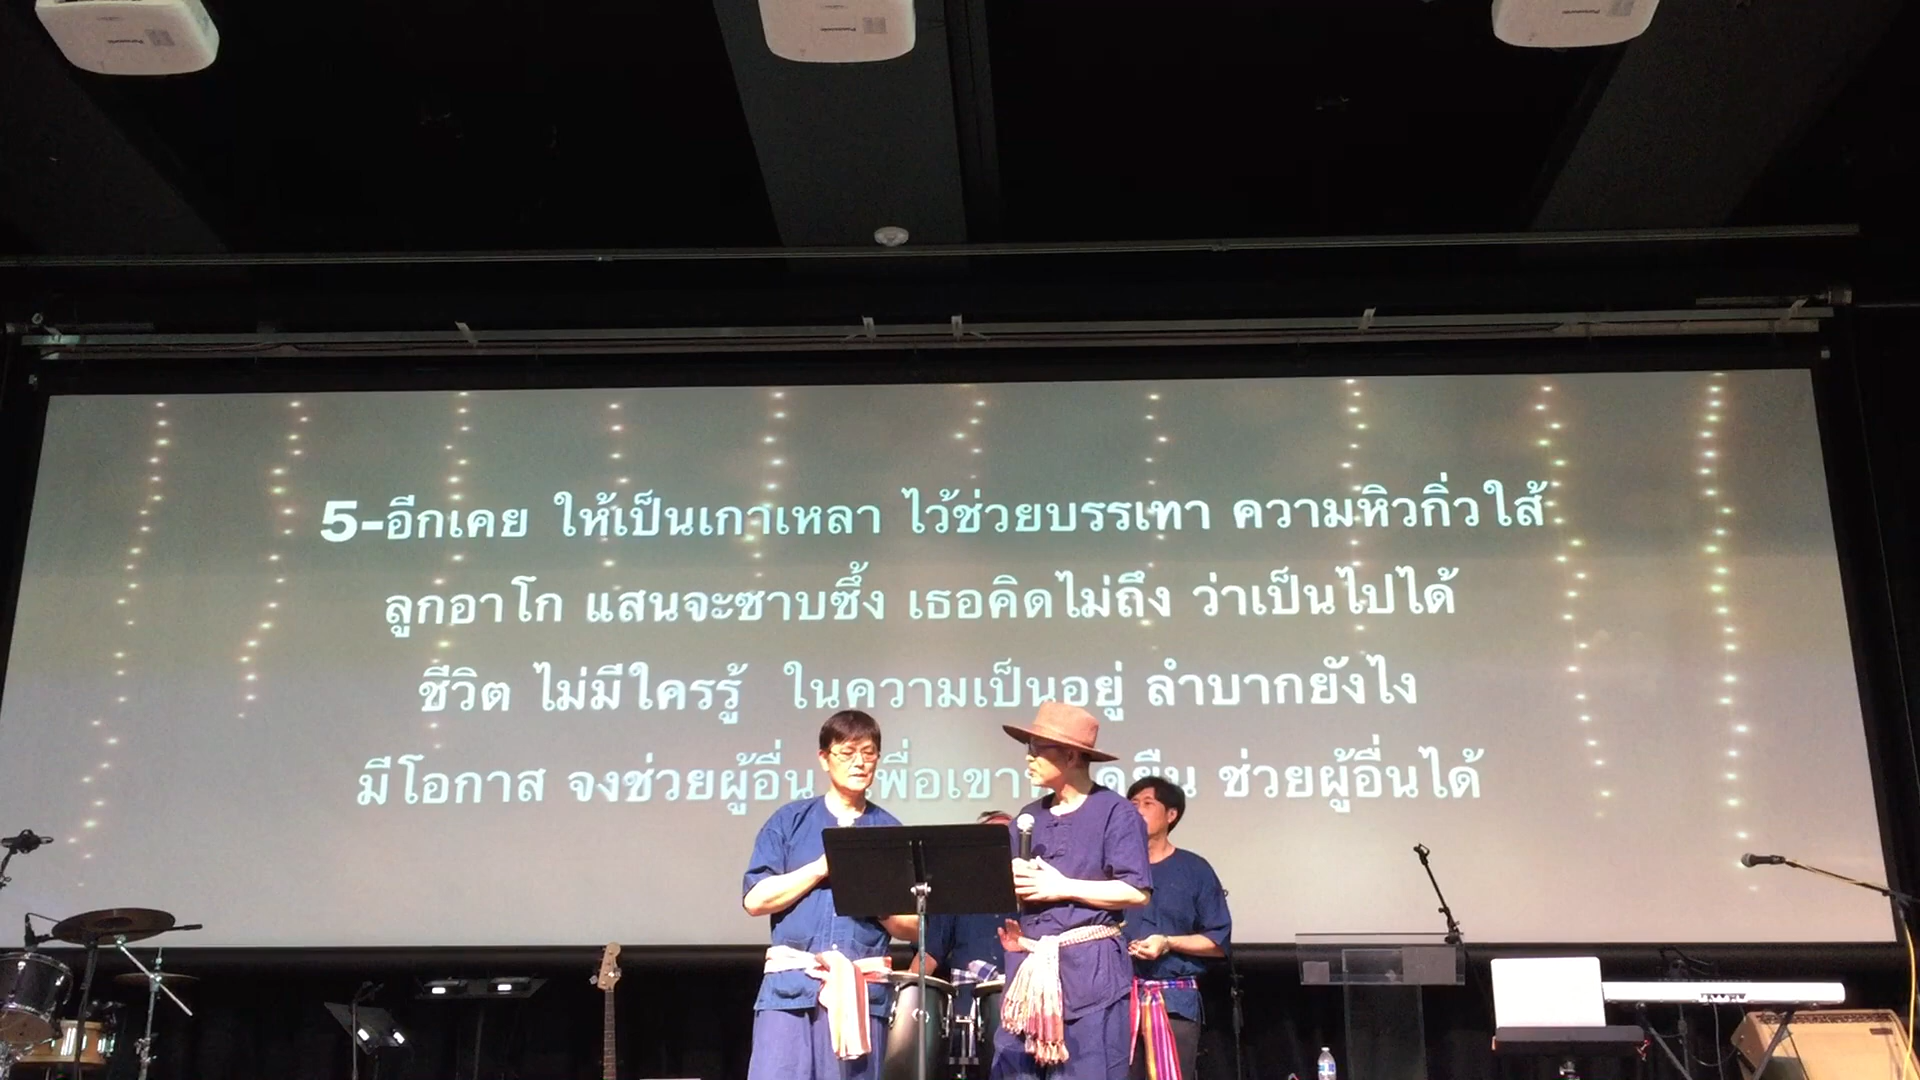 5-อีกเคย ให้เป็นเกาเหลา ไว้ช่วยบรรเทา ความหิวกิ่วใส้
ลูกอาโก แสนจะซาบซึ้ง เธอคิดไม่ถึง ว่าเป็นไปได้
ชีวิต ไม่มีใครรู้ ในความเป็นอยู่ ลำบากยังไง
มีโอกาส จงช่วยผู้อื่น ช่วยผู้อื่นได้